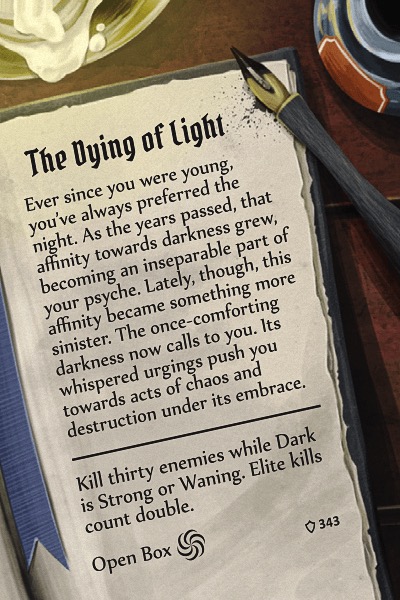 The Dying of Light
Ever since you were young,
you've always preferred the
night. As the years passed, that
affinity towards darkness grew,
becoming an inseparable part of
your psyche. Lately, though, this
affinity became something more
sinister. The once-comforting
darkness now calls to you. Its
whispered urgings push you
towards acts of chaos and
destruction under its embrace.
Kill thirty enemies while Dark
is Strong or Waning. Elite kills
count double.
Open Box
343